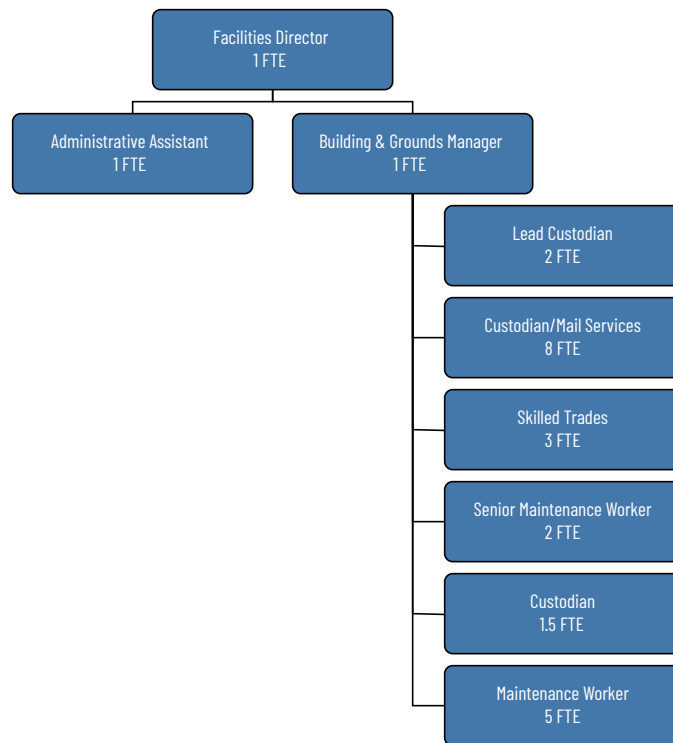 Facilities Director
1 FTE
Administrative Assistant
1 FTE
Building & Grounds Manager
1 FTE
Lead Custodian
2 FTE
Custodian/Mail Services
8 FTE
Skilled Trades
3 FTE
Senior Maintenance Worker
2 FTE
Custodian
1.5 FTE
Maintenance Worker
5 FTE